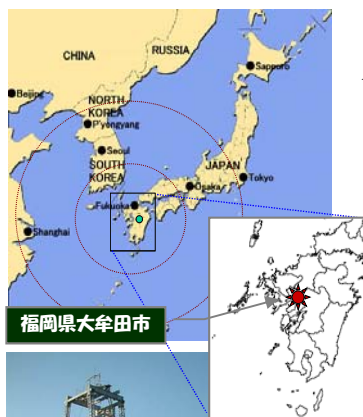 RUSSIA
CHINA
Sapporo
Beijing
NORTH
KOREA
P'yengyang
Seoul
SOUTH
KOREA
JAPAN
Tokyo
Osaka
Fukuoka
Shanghai
福岡県大牟田市